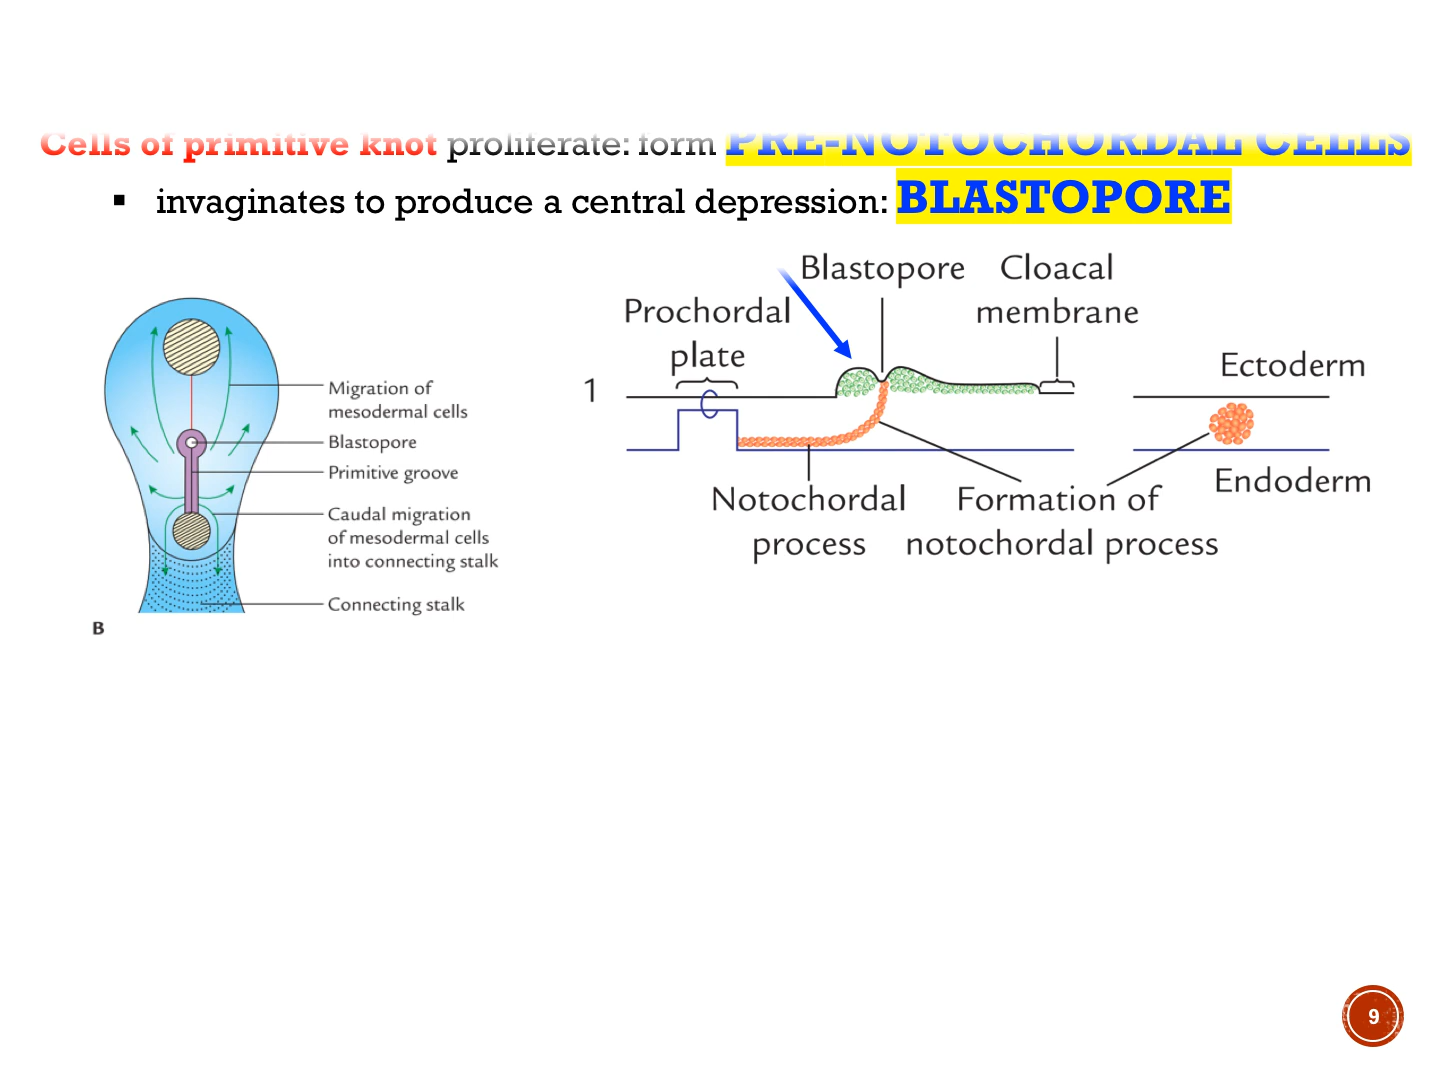 Cells of primitive knot proliferate: form PRE-NOTOCHORDAL CELLS
▪ invaginates to produce a central depression: BLASTOPORE
Migration of
mesodermal cells
Blastopore
Primitive groove
Caudal migration
of mesodermal cells
into connecting stalk
Connecting stalk
B
Blastopore
Cloacal
membrane
Prochordal
plate
1
Ectoderm
Endoderm
Notochordal
process
Formation of
notochordal process
9